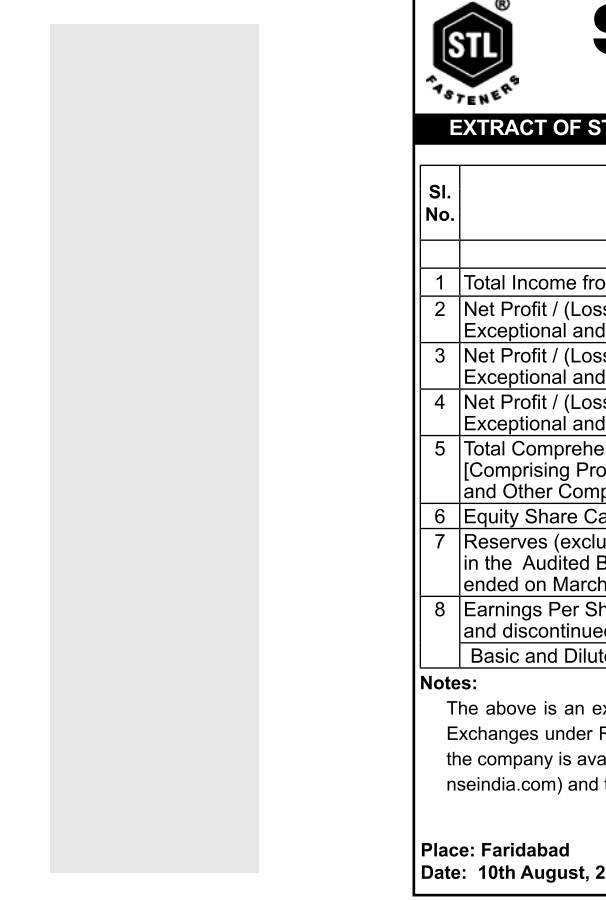 ®
STL
FASTENERS
S
EXTRACT OF ST
Sl.
No.
1 Total Income fro
2 Net Profit / (Loss
Exceptional and
3 Net Profit / (Loss
Exceptional and
4 Net Profit / (Loss
Exceptional and
5 Total Comprehe
[Comprising Pro
and Other Comp
6 Equity Share Ca
7 Reserves (exclu
in the Audited B
ended on March
8 Earnings Per Sh
and discontinued
Basic and Dilute
Notes:
The above is an ex
Exchanges under R
the company is ava
nseindia.com) and t
Place: Faridabad
Date: 10th August, 2